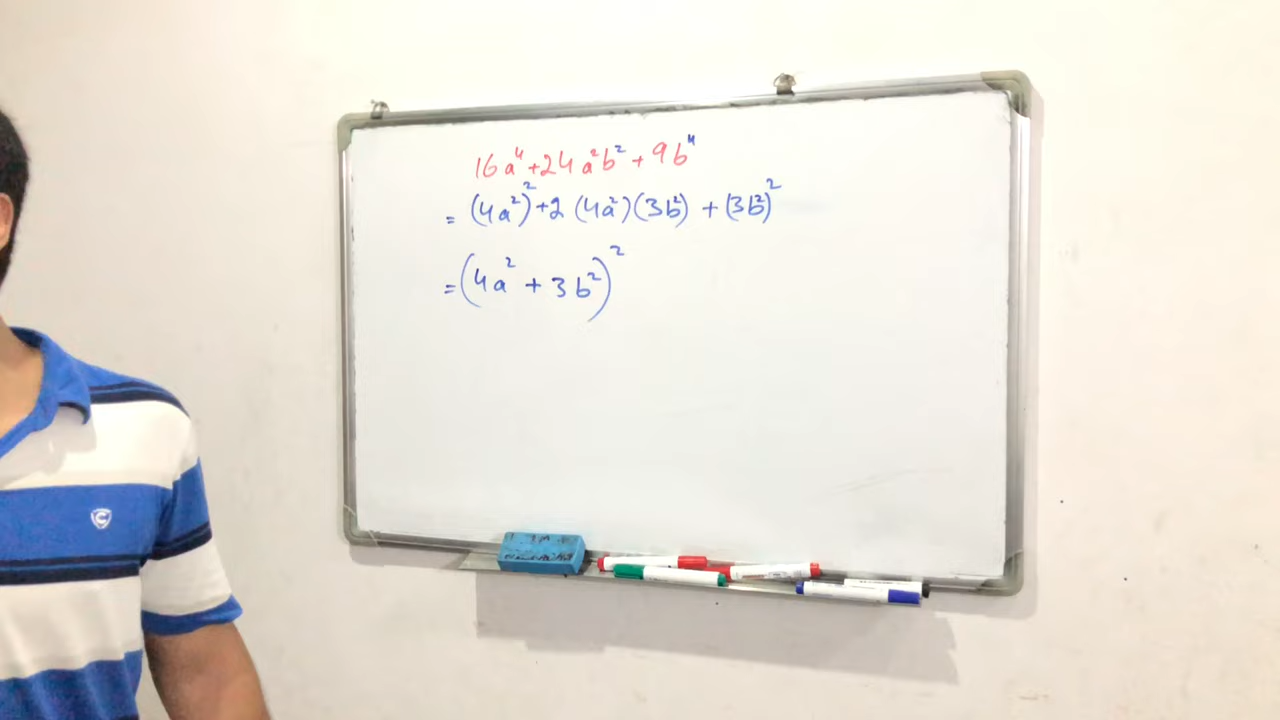 16a⁴+24a²b²+9b⁴
=(4a²)²+2(4a²)(3b²)+(3b²)²
=(4a²+3b²)²